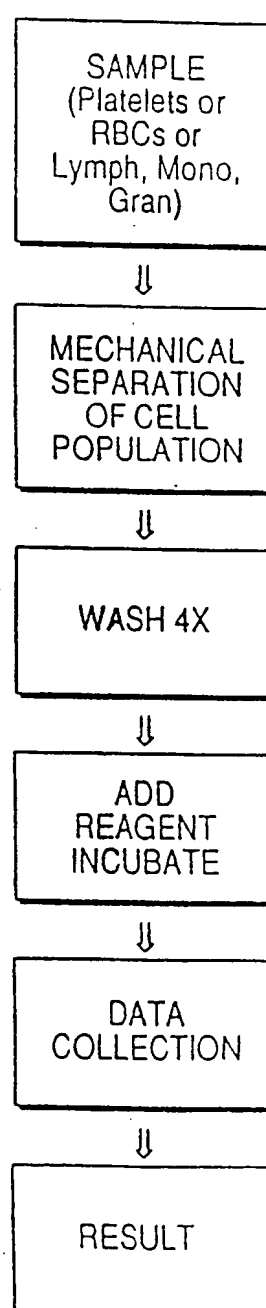 SAMPLE
(Platelets or
RBCs or
Lymph, Mono,
Gran)
⇓
MECHANICAL
SEPARATION
OF CELL
POPULATION
⇓
WASH 4X
⇓
ADD
REAGENT
INCUBATE
⇓
DATA
COLLECTION
⇓
RESULT